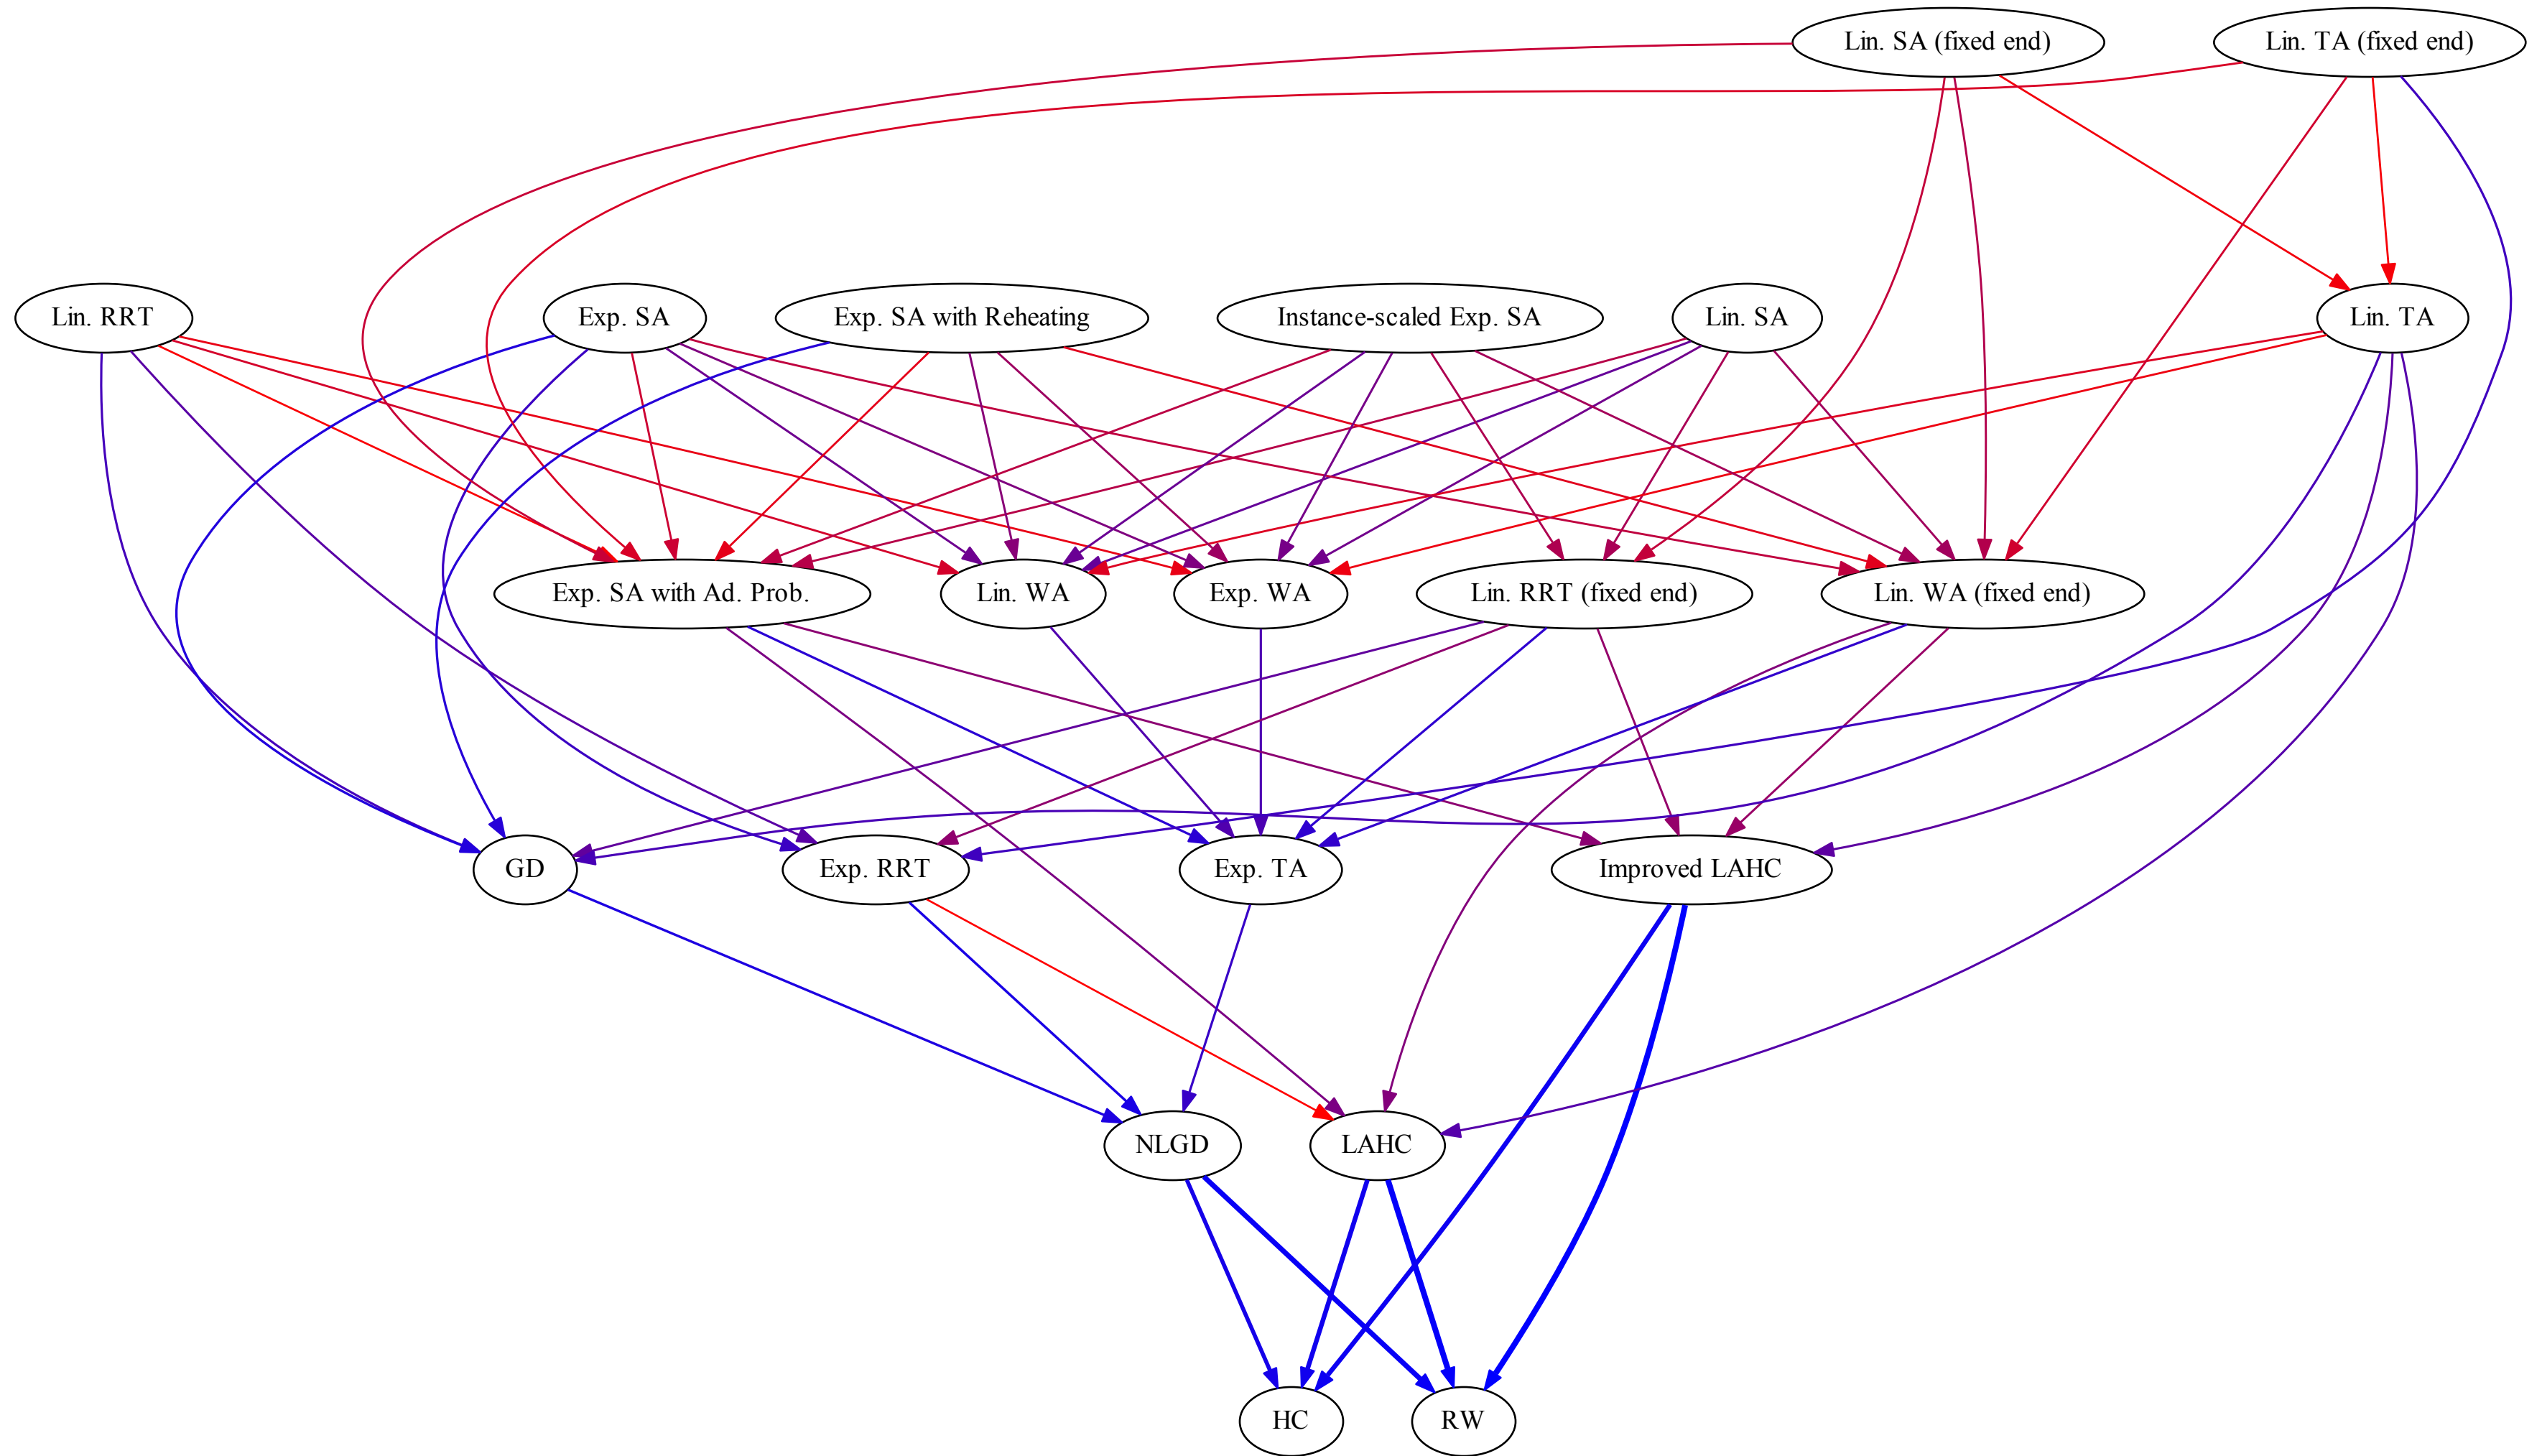 Lin. SA (fixed end)
Lin. TA (fixed end)
Lin. RRT
Exp. SA
Exp. SA with Reheating
Instance-scaled Exp. SA
Lin. SA
Lin. TA
Exp. SA with Ad. Prob.
Lin. WA
Exp. WA
Lin. RRT (fixed end)
Lin. WA (fixed end)
GD
Exp. RRT
Exp. TA
Improved LAHC
NLGD
LAHC
HC
RW